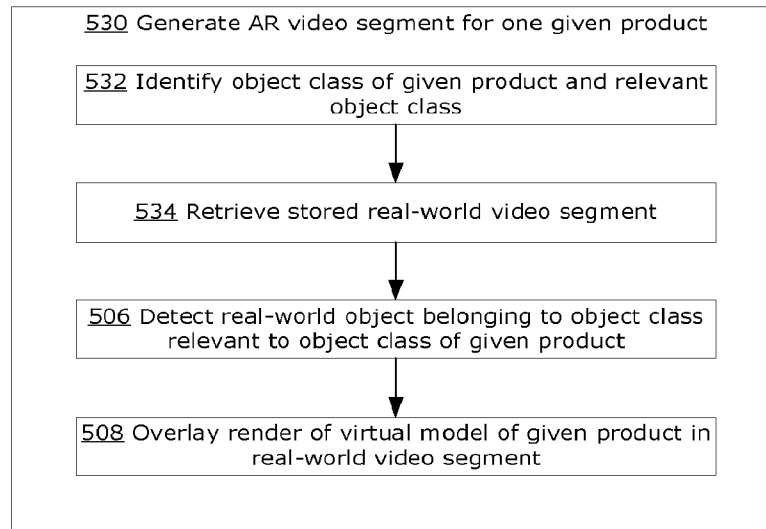 530 Generate AR video segment for one given product
532 Identify object class of given product and relevant
object class
534 Retrieve stored real-world video segment
506 Detect real-world object belonging to object class
relevant to object class of given product
508 Overlay render of virtual model of given product in
real-world video segment